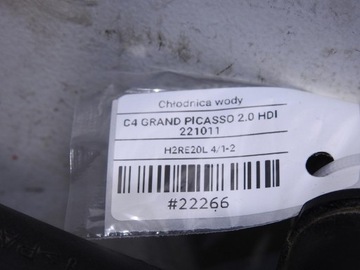 Chłodnica wody
C4 GRAND PICASSO 2.0 HDI
221011
H2RE20L 4/1-2
#22266